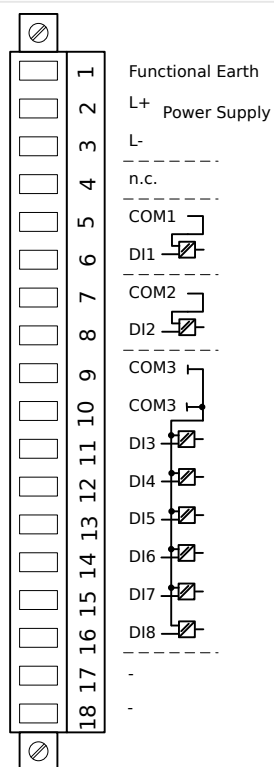 1 Functional Earth
2 L+ Power Supply
3 L-
4 n.c.
5 COM1
6 DI1
7 COM2
8 DI2
9 COM3
10 COM3
11 DI3
12 DI4
13 DI5
14 DI6
15 DI7
16 DI8
17 -
18 -